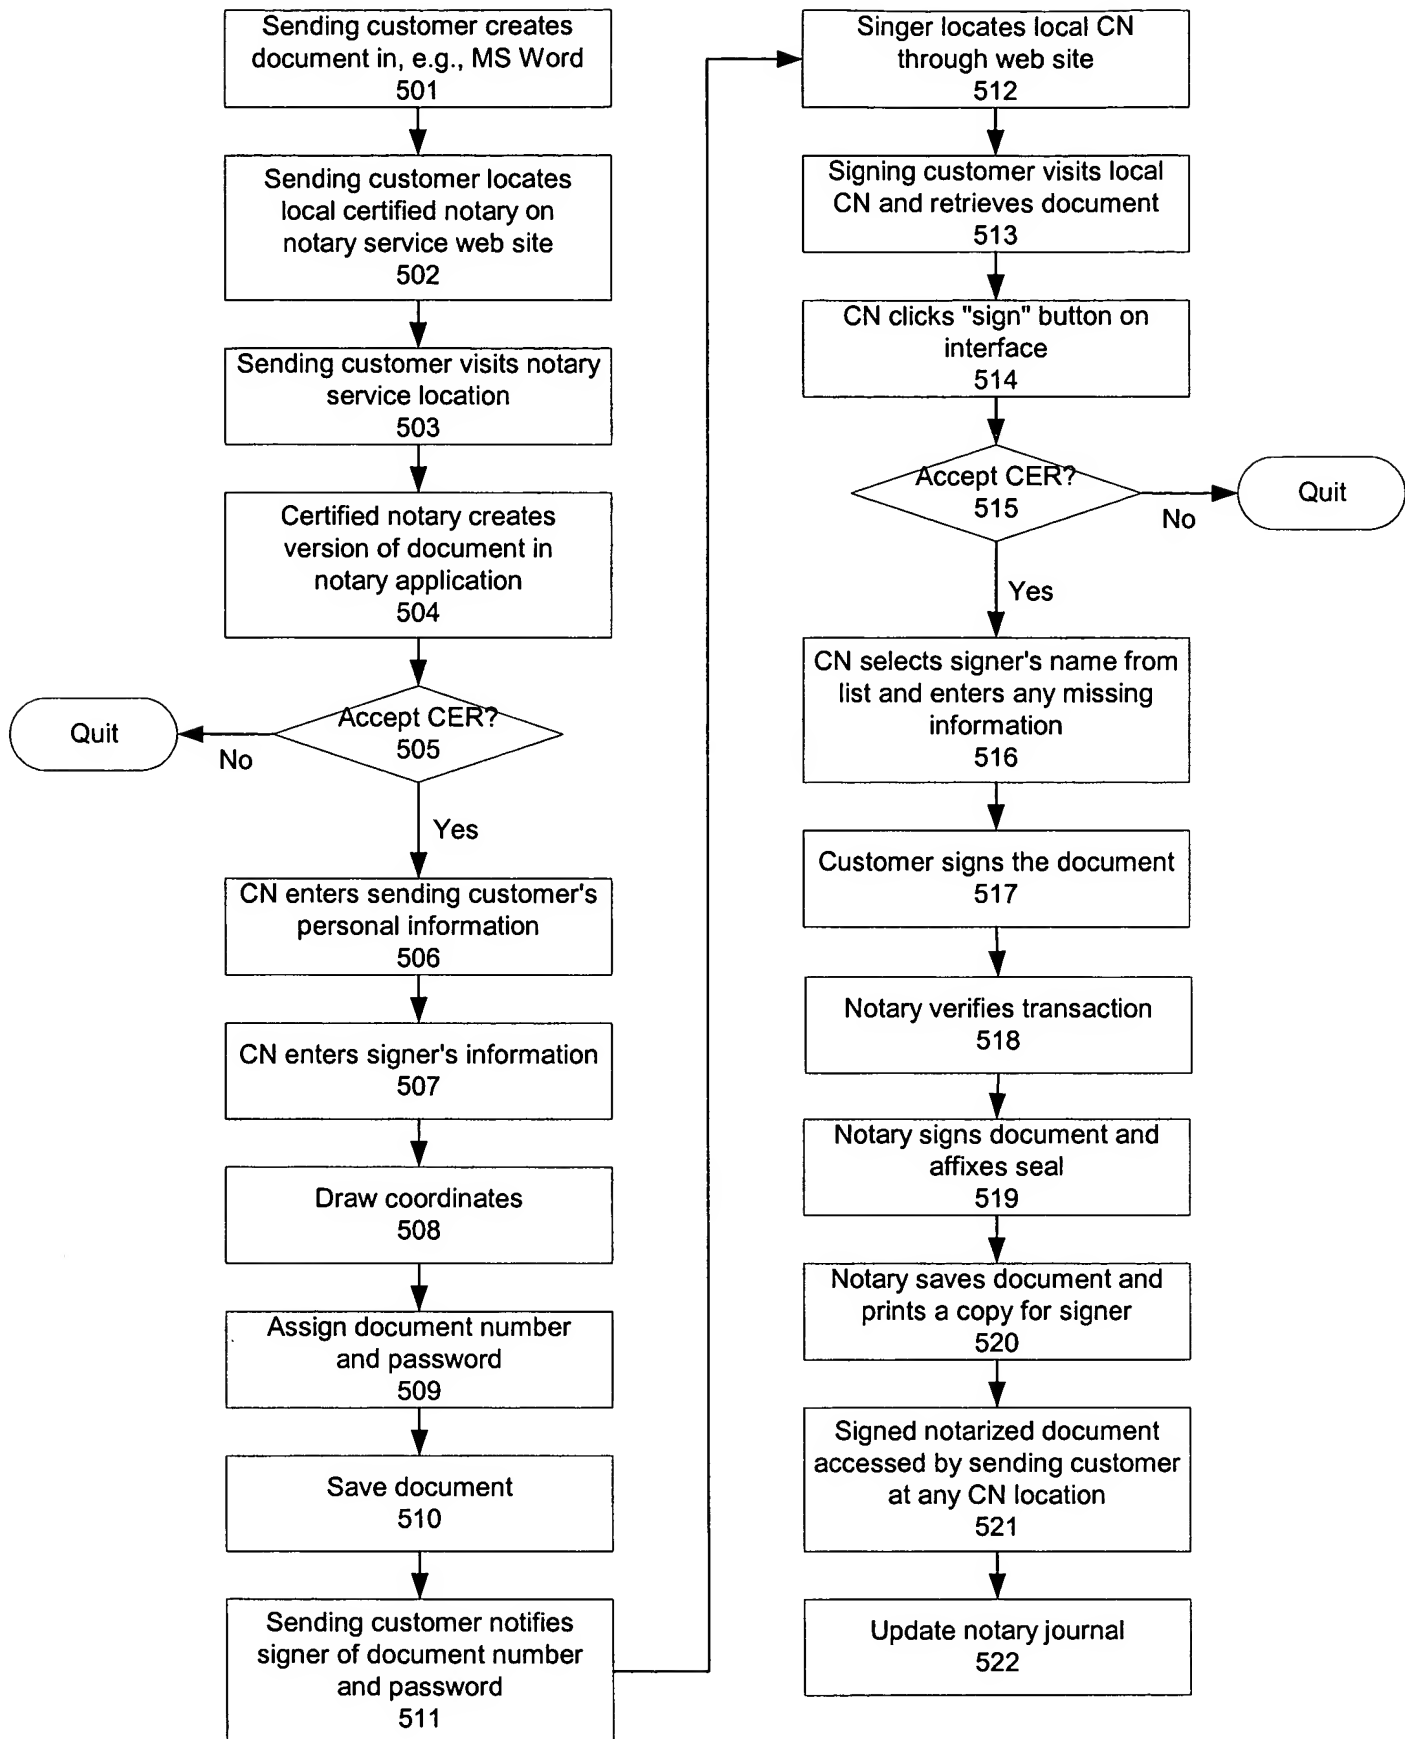 Sending customer creates
document in, e.g., MS Word
501
Sending customer locates
local certified notary on
notary service web site
502
Sending customer visits notary
service location
503
Certified notary creates
version of document in
notary application
504
Accept CER?
505
Quit
No
Yes
CN enters sending customer's
personal information
506
CN enters signer's information
507
Draw coordinates
508
Assign document number
and password
509
Save document
510
Sending customer notifies
signer of document number
and password
511
Singer locates local CN
through web site
512
Signing customer visits local
CN and retrieves document
513
CN clicks "sign" button on
interface
514
Accept CER?
515
Quit
No
Yes
CN selects signer's name from
list and enters any missing
information
516
Customer signs the document
517
Notary verifies transaction
518
Notary signs document and
affixes seal
519
Notary saves document and
prints a copy for signer
520
Signed notarized document
accessed by sending customer
at any CN location
521
Update notary journal
522